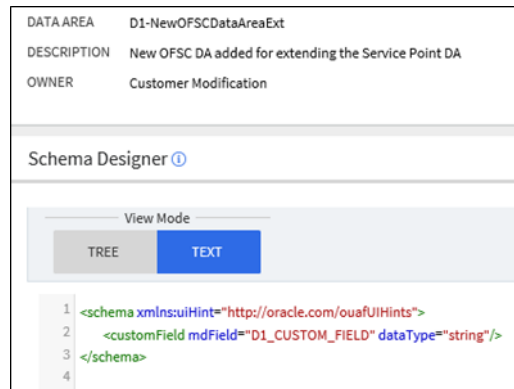 DATA AREA D1-NewOFSCDataAreaExt
DESCRIPTION New OFSC DA added for extending the Service Point DA
OWNER Customer Modification
Schema Designer
View Mode
TREE TEXT
1 <schema xmlns:uiHint="http://oracle.com/ouafUIHints">
2 <customField mdField="D1_CUSTOM_FIELD" dataType="string"/>
3 </schema>
4